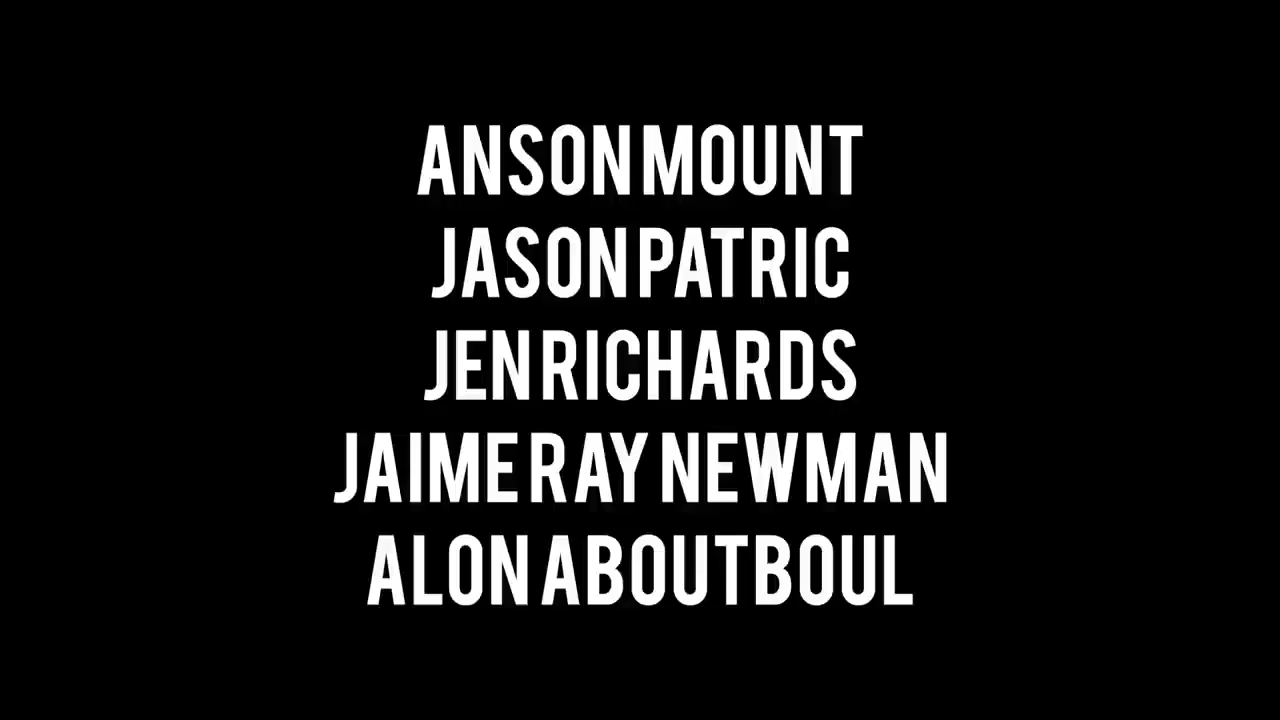 ANSON MOUNT
JASON PATRIC
JEN RICHARDS
JAIME RAY NEWMAN
ALON ABOUTBOUL